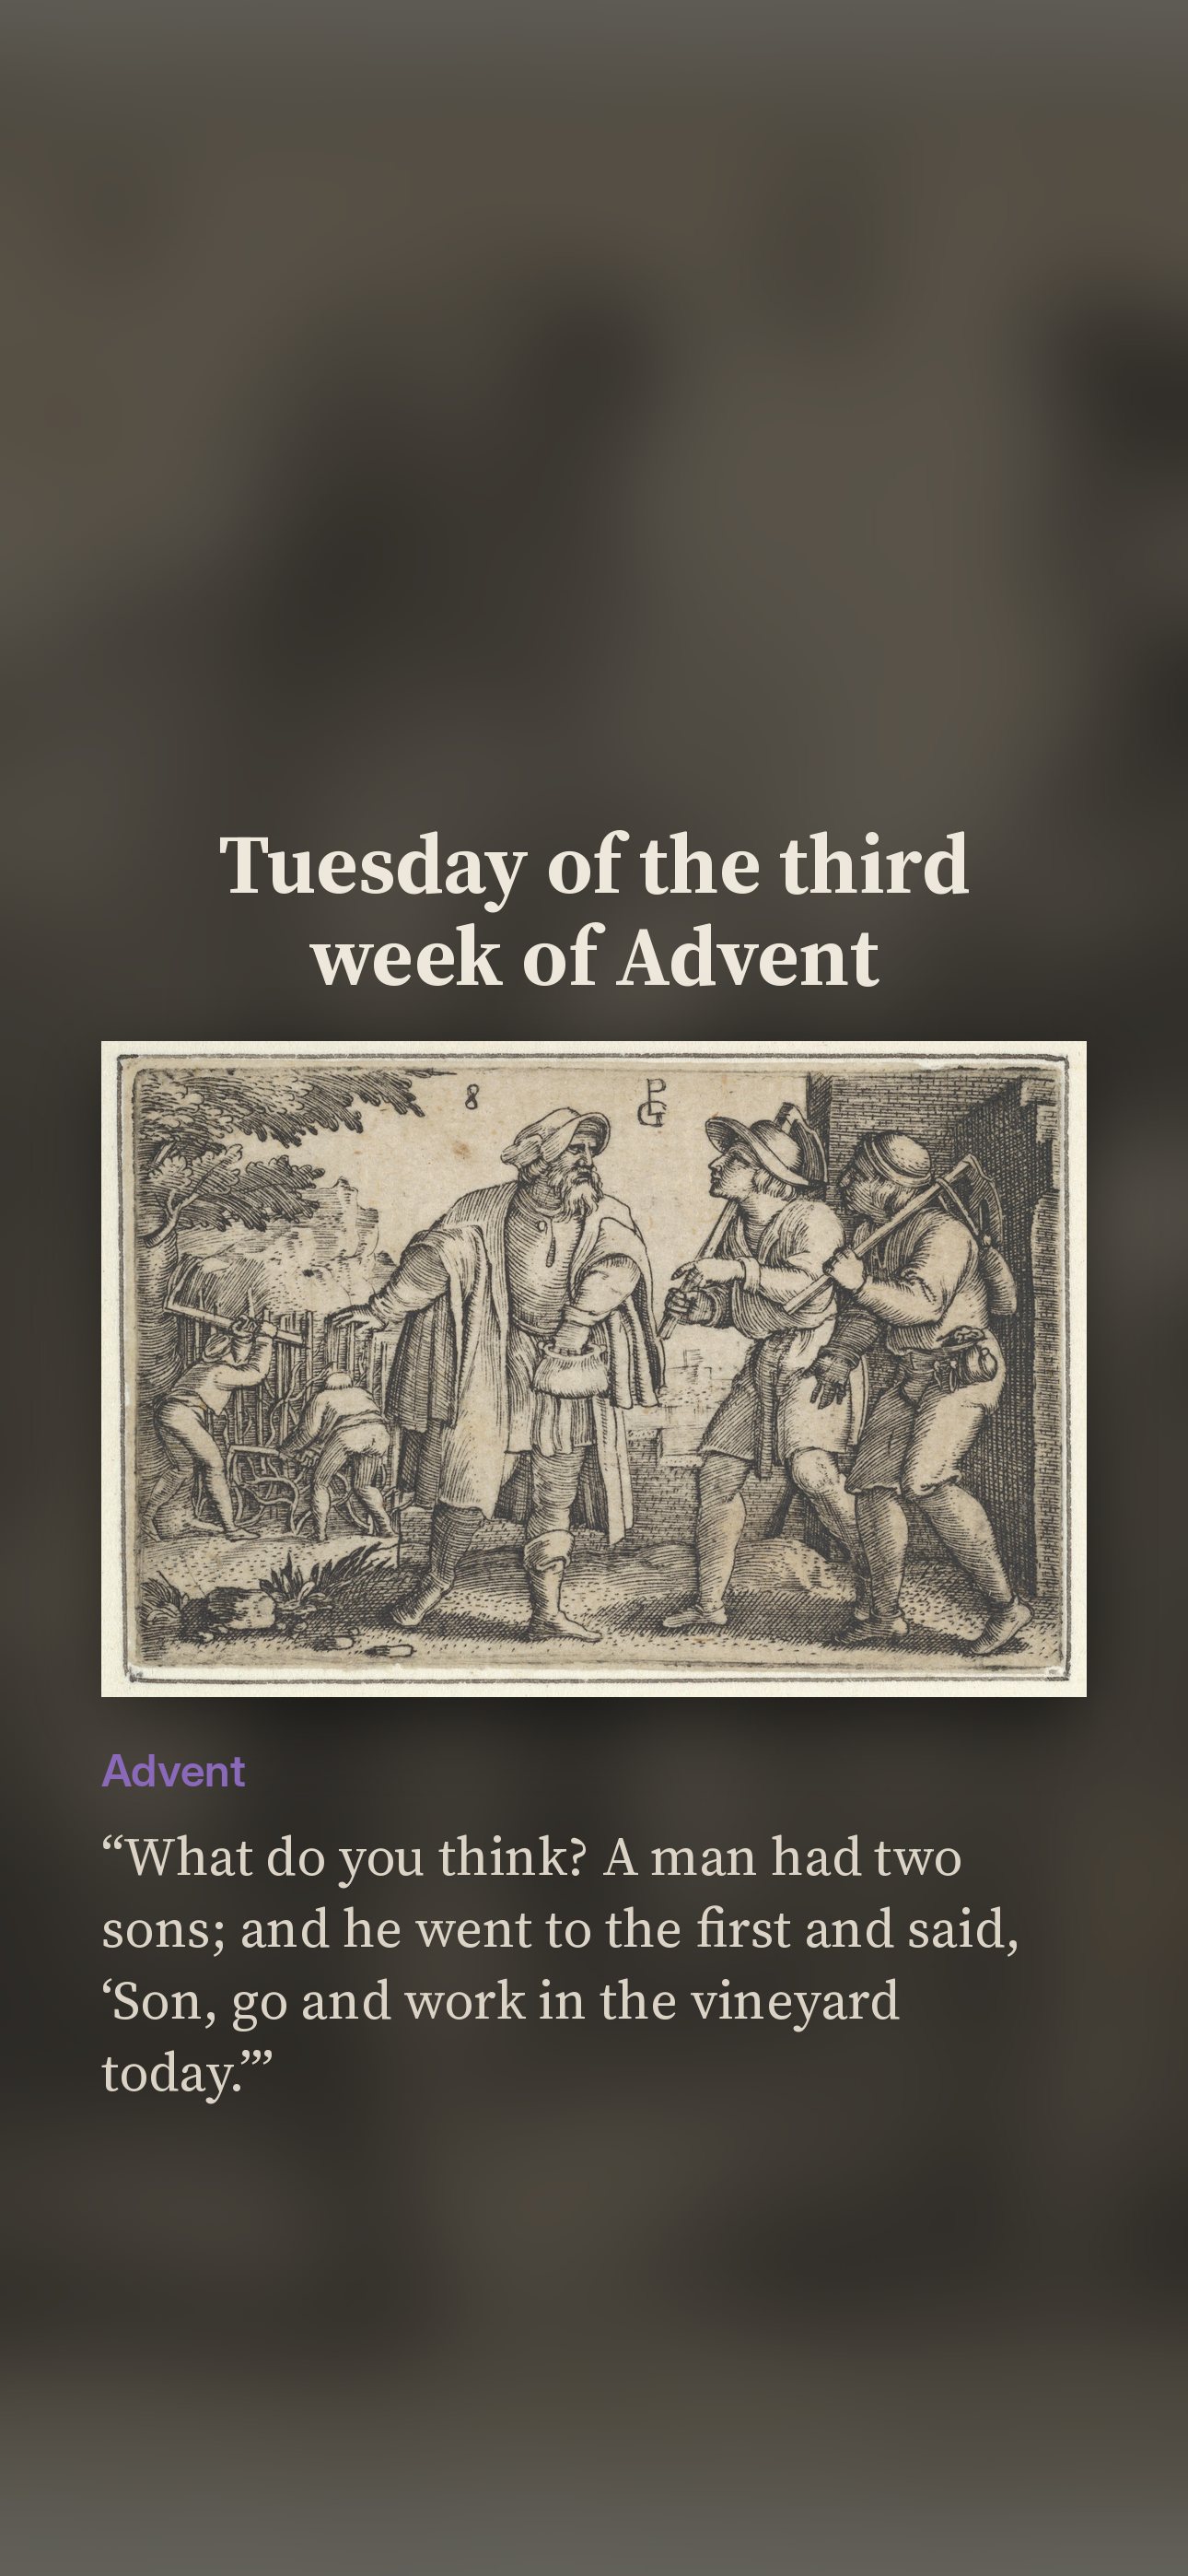 Tuesday of the third
week of Advent
8
PG
Advent
“What do you think? A man had two
sons; and he went to the first and said,
‘Son, go and work in the vineyard
today.’”